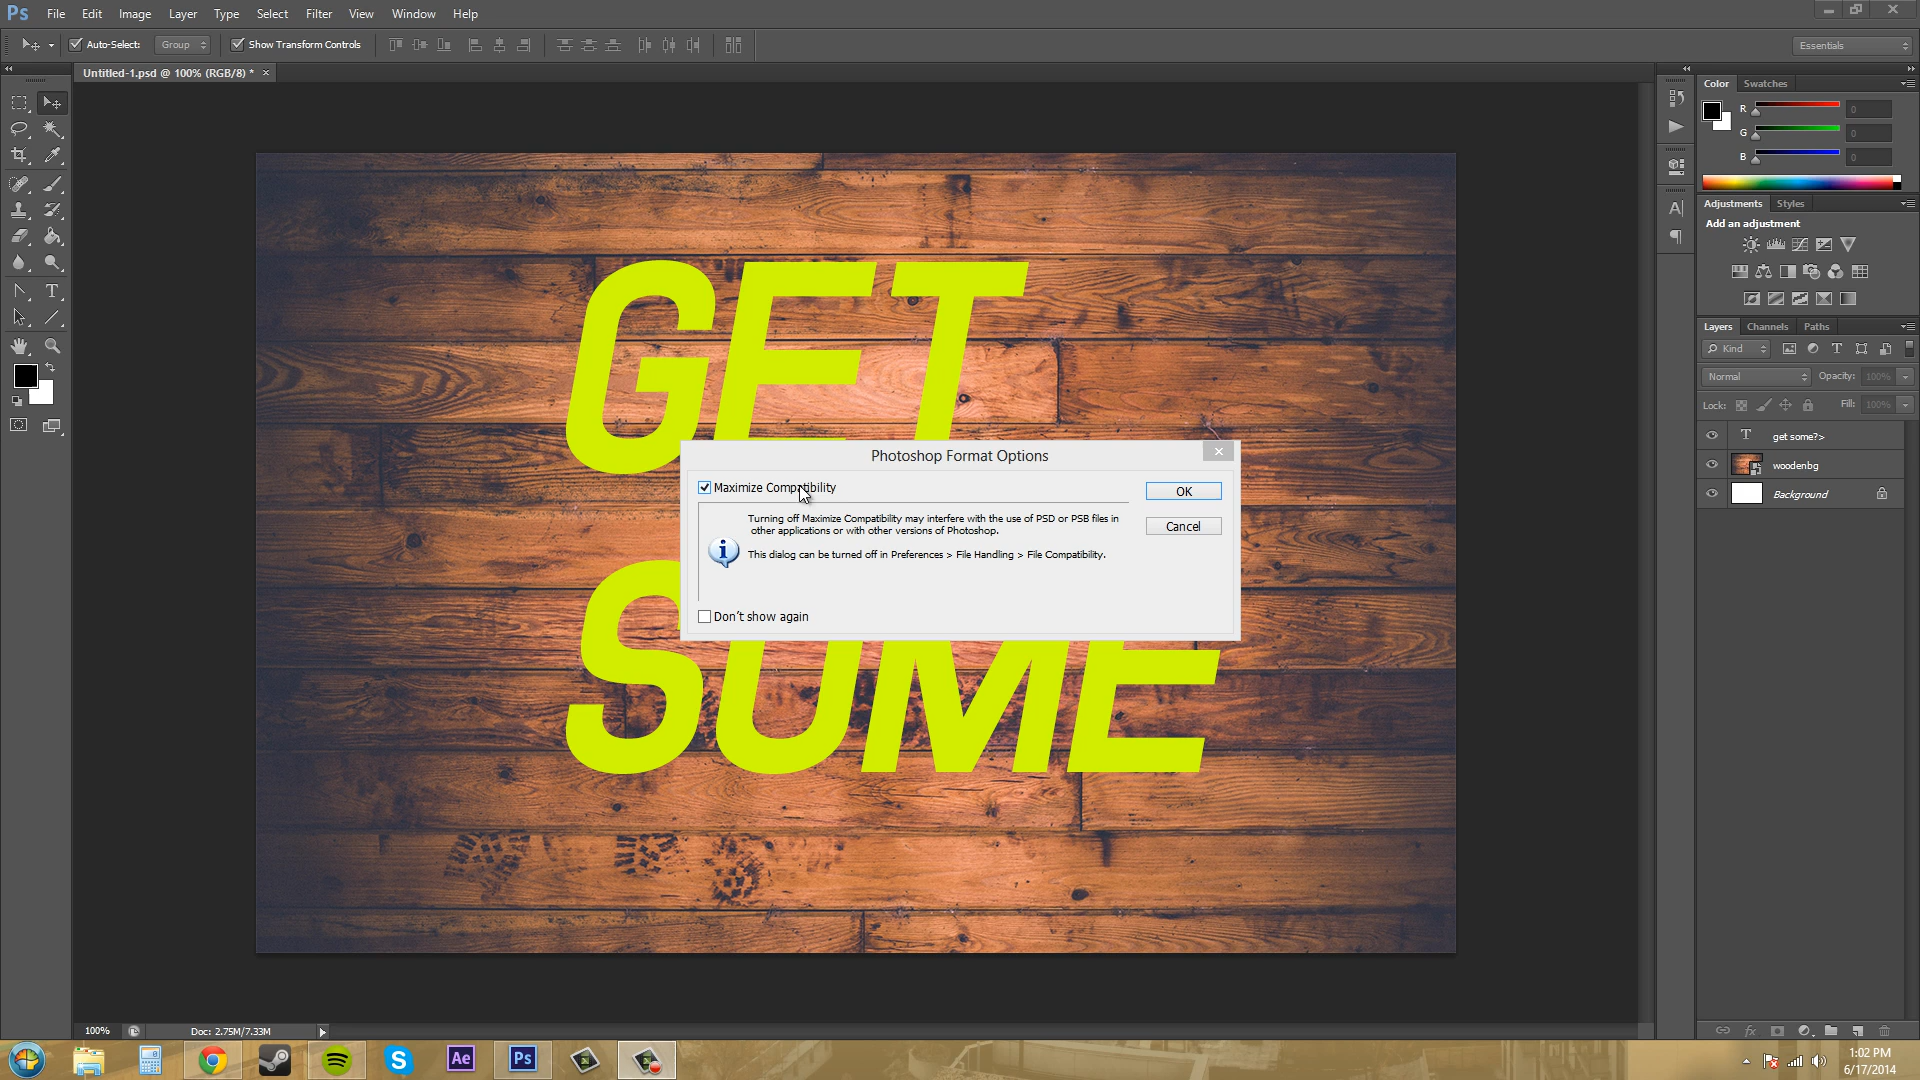 Ps File Edit Image Layer Type Select Filter View Window Help
Auto-Select: Group Show Transform Controls Essentials
Untitled-1.psd @ 100% (RGB/8) * ×
Color Swatches
R 0
G 0
B 0
Adjustments Styles
Add an adjustment
Layers Channels Paths
Kind
Normal Opacity: 100%
Lock: Fill: 100%
get some?>
woodenbg
Background
GET
SOME
Photoshop Format Options
Maximize Compatibility
OK
Turning off Maximize Compatibility may interfere with the use of PSD or PSB files in
other applications or with other versions of Photoshop.
Cancel
This dialog can be turned off in Preferences > File Handling > File Compatibility.
Don't show again
100% Doc: 2.75M/7.33M
Ae Ps
1:02 PM
6/17/2014